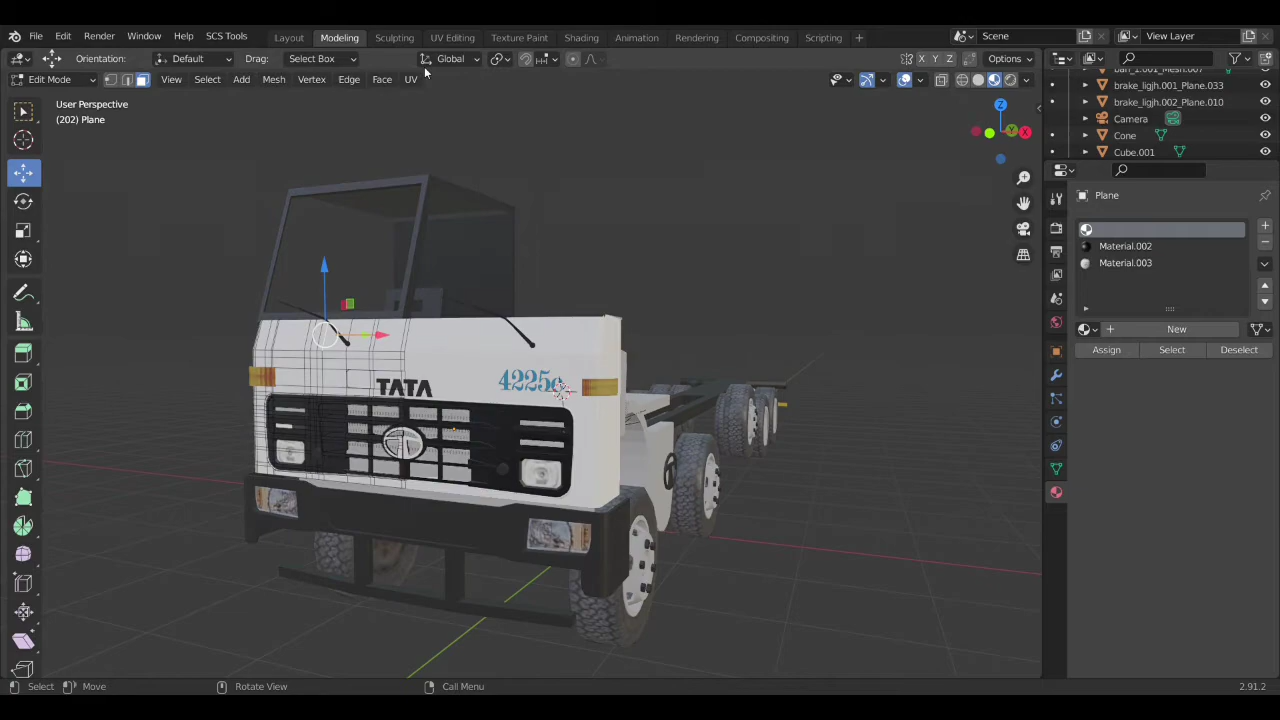 File Edit Render Window Help SCS Tools Layout Modeling Sculpting UV Editing Texture Paint Shading Animation Rendering Compositing Scripting + Scene View Layer
Orientation: Default Drag: Select Box Global X Y Z Options
Edit Mode View Select Add Mesh Vertex Edge Face UV
User Perspective
(202) Plane
brake_ligjh.001_Plane.033
brake_ligjh.002_Plane.010
Camera
Cone
Cube.001
Z
Y
X
Plane
Material.002
Material.003
New
Assign Select Deselect
TATA
Select Move Rotate View Call Menu 2.91.2